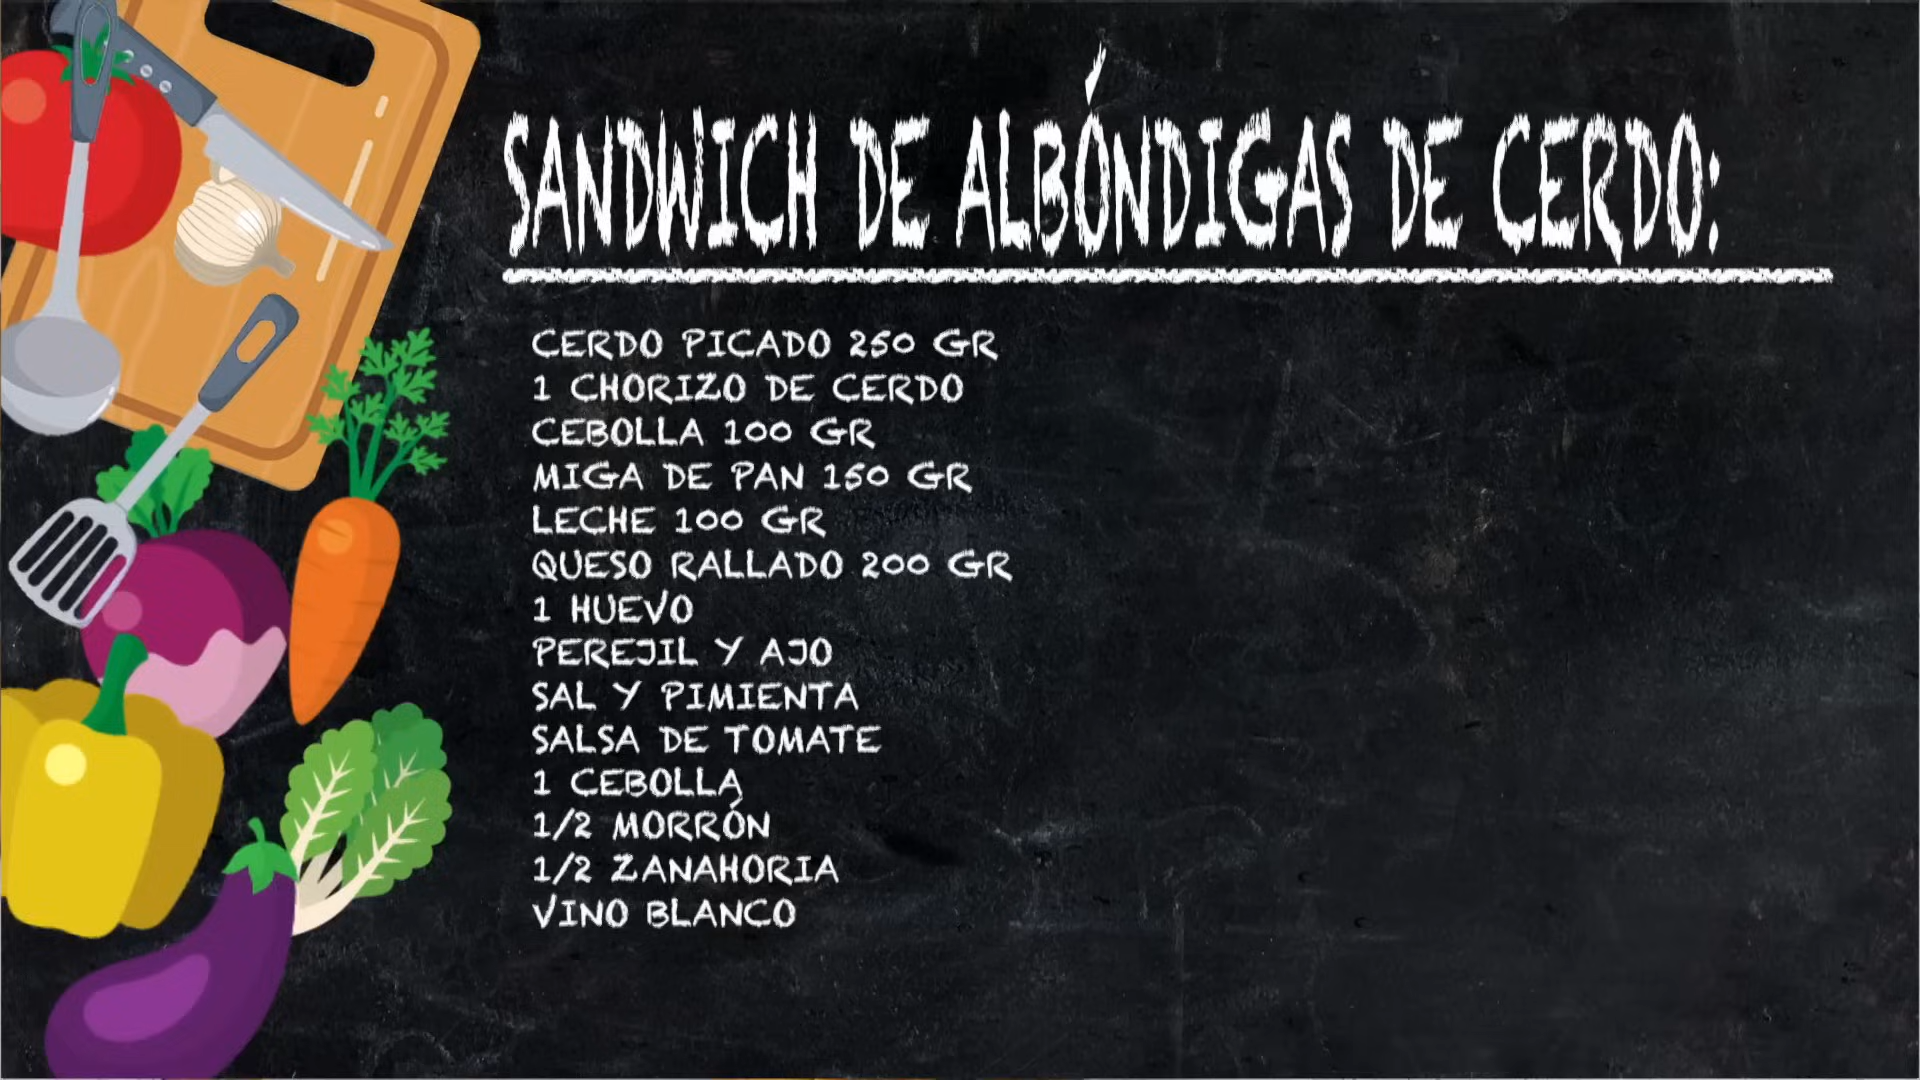 SANDWICH DE ALBÓNDIGAS DE CERDO:
CERDO PICADO 250 GR
1 CHORIZO DE CERDO
CEBOLLA 100 GR
MIGA DE PAN 150 GR
LECHE 100 GR
QUESO RALLADO 200 GR
1 HUEVO
PEREJIL Y AJO
SAL Y PIMIENTA
SALSA DE TOMATE
1 CEBOLLA
1/2 MORRÓN
1/2 ZANAHORIA
VINO BLANCO